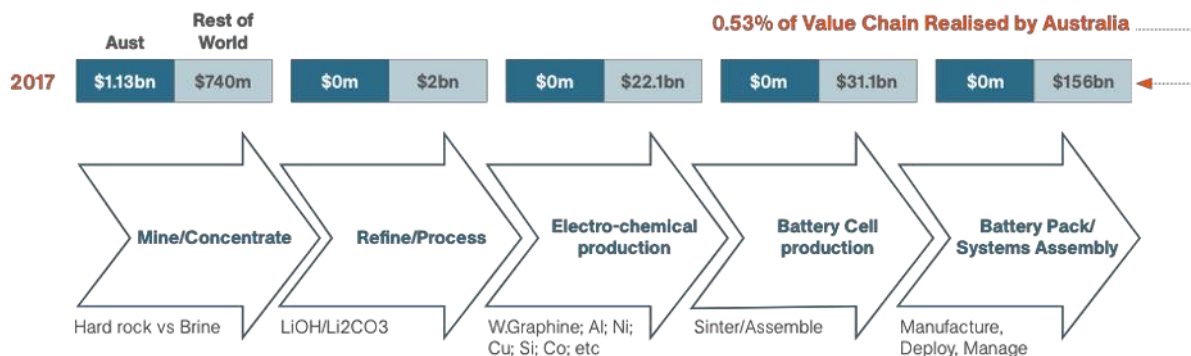 0.53% of Value Chain Realised by Australia
Aust
Rest of
World
2017
$1.13bn $740m $0m $2bn $0m $22.1bn $0m $31.1bn $0m $156bn
Mine/Concentrate
Refine/Process
Electro-chemical
production
Battery Cell
production
Battery Pack/
Systems Assembly
Hard rock vs Brine
LiOH/Li2CO3
W.Graphine; Al; Ni;
Cu; Si; Co; etc
Sinter/Assemble
Manufacture,
Deploy, Manage